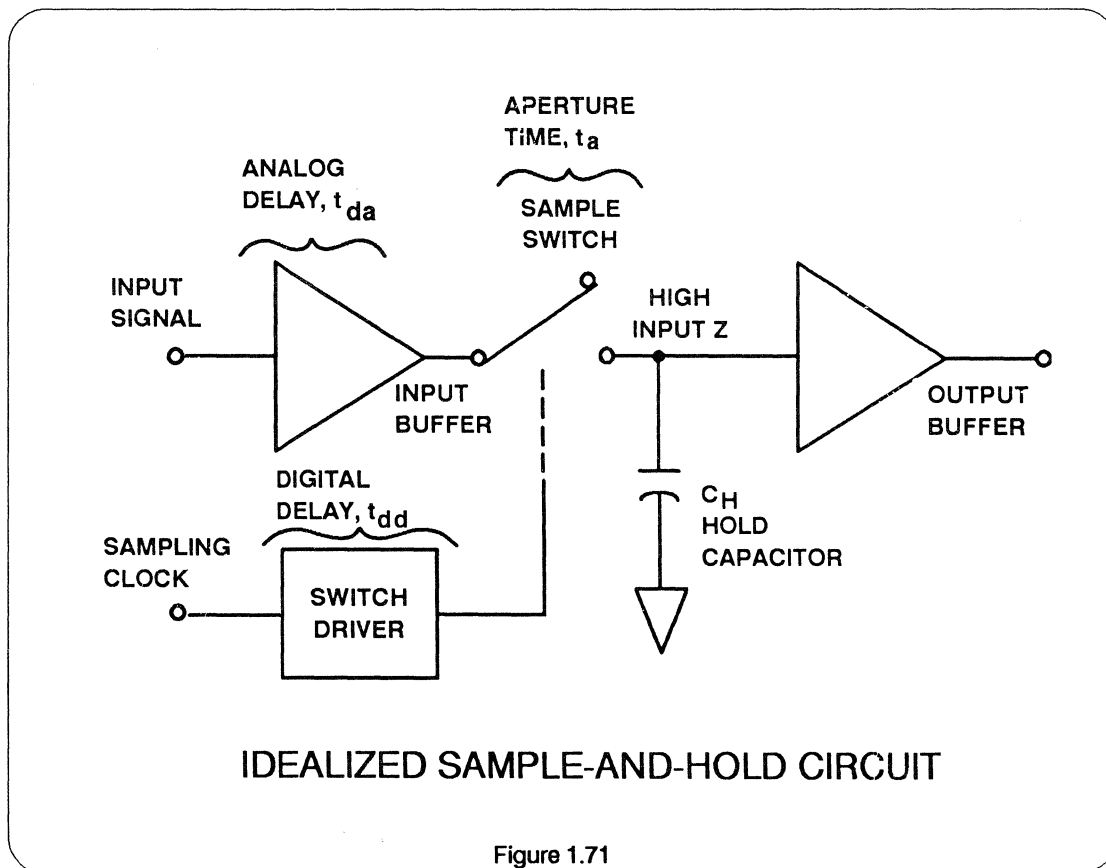 APERTURE
TIME, ta
ANALOG
DELAY, tda
SAMPLE
SWITCH
INPUT
SIGNAL
HIGH
INPUT Z
INPUT
BUFFER
OUTPUT
BUFFER
DIGITAL
DELAY, tdd
CH
HOLD
CAPACITOR
SAMPLING
CLOCK
SWITCH
DRIVER
IDEALIZED SAMPLE-AND-HOLD CIRCUIT
Figure 1.71